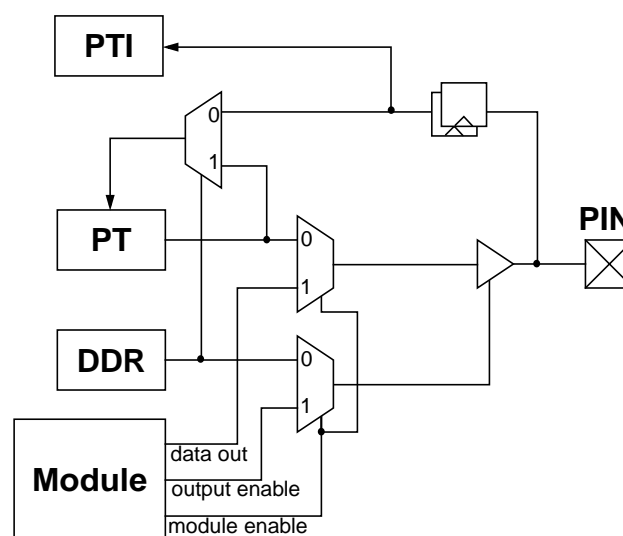 PTI
0
1
PT
PIN
0
1
DDR
0
1
Module
data out
output enable
module enable